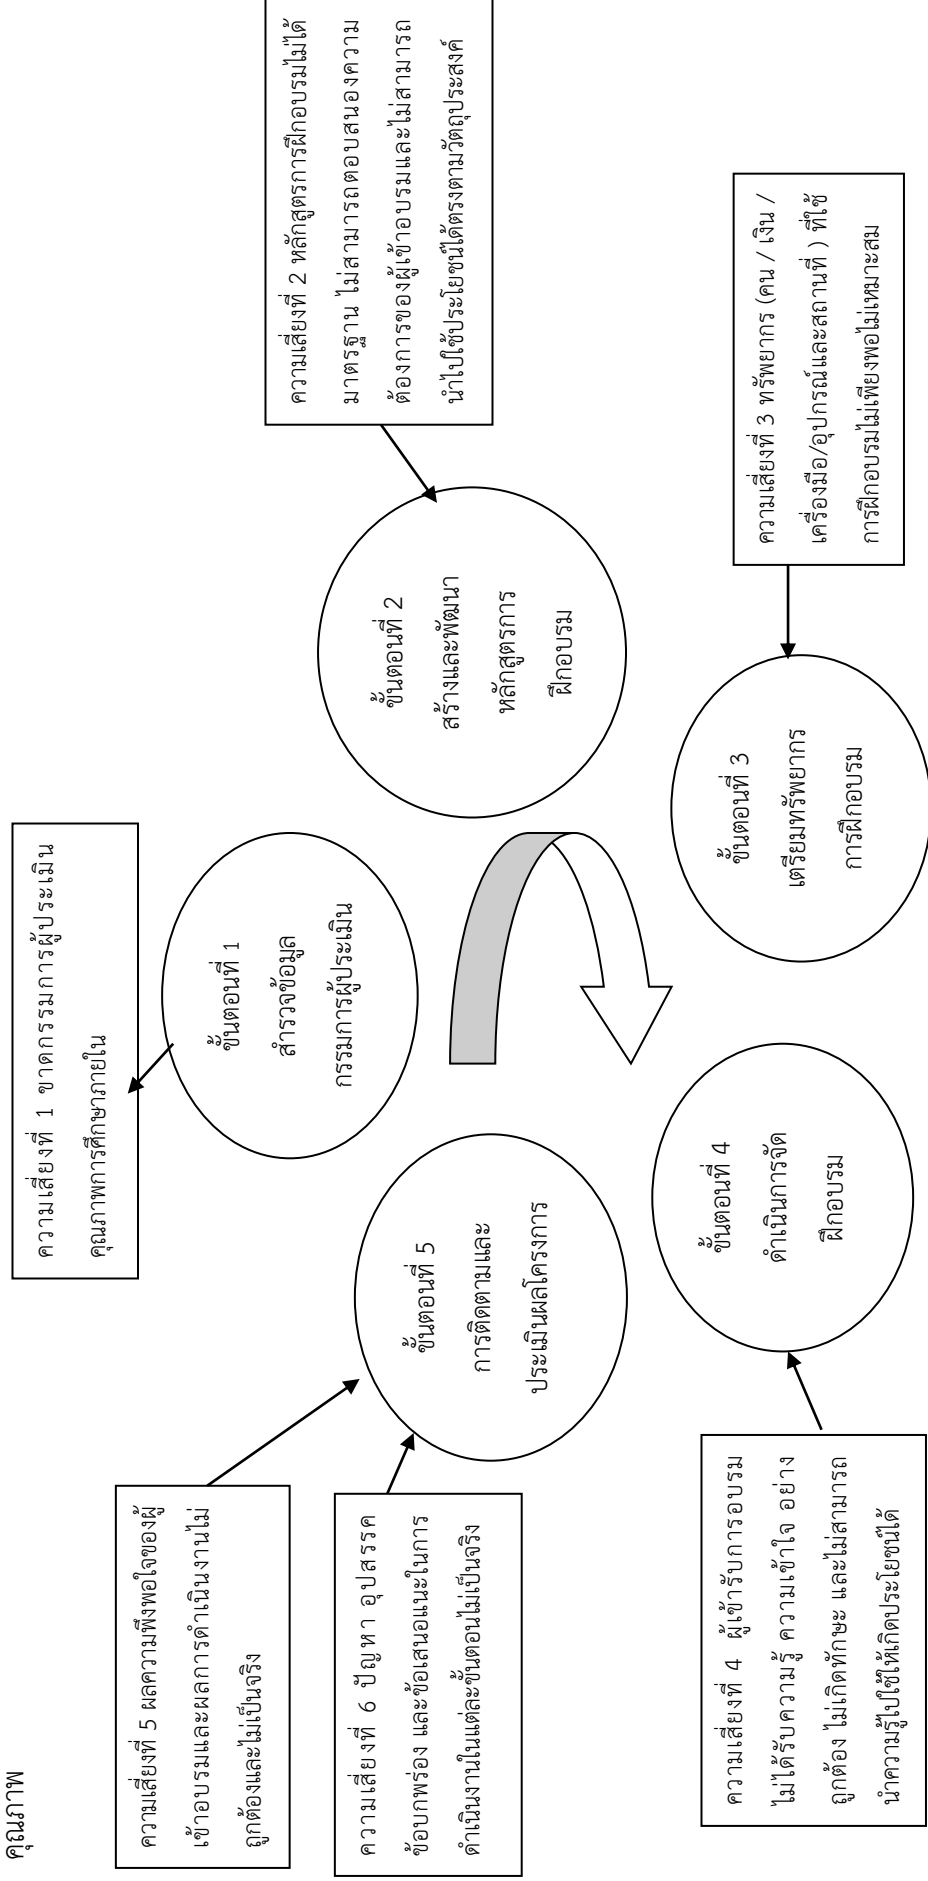 คุณภาพ
ความเสี่ยงที่ 1 ขาดกรรมการผู้ประเมิน
คุณภาพการศึกษาภายใน
ขั้นตอนที่ 1
สำรวจข้อมูล
กรรมการผู้ประเมิน
ความเสี่ยงที่ 2 หลักสูตรการฝึกอบรมไม่ได้
มาตรฐาน ไม่สามารถตอบสนองความ
ต้องการของผู้เข้าอบรมและไม่สามารถ
นำไปใช้ประโยชน์ได้ตรงตามวัตถุประสงค์
ขั้นตอนที่ 2
สร้างและพัฒนา
หลักสูตรการ
ฝึกอบรม
ความเสี่ยงที่ 3 ทรัพยากร (คน / เงิน /
เครื่องมือ/อุปกรณ์และสถานที่ ) ที่ใช้
การฝึกอบรมไม่เพียงพอไม่เหมาะสม
ขั้นตอนที่ 3
เตรียมทรัพยากร
การฝึกอบรม
ขั้นตอนที่ 4
ดำเนินการจัด
ฝึกอบรม
ความเสี่ยงที่ 4 ผู้เข้ารับการอบรม
ไม่ได้รับความรู้ ความเข้าใจ อย่าง
ถูกต้อง ไม่เกิดทักษะ และไม่สามารถ
นำความรู้ไปใช้ให้เกิดประโยชน์ได้
ขั้นตอนที่ 5
การติดตามและ
ประเมินผลโครงการ
ความเสี่ยงที่ 5 ผลความพึงพอใจของผู้
เข้าอบรมและผลการดำเนินงานไม่
ถูกต้องและไม่เป็นจริง
ความเสี่ยงที่ 6 ปัญหา อุปสรรค
ข้อบกพร่อง และข้อเสนอแนะในการ
ดำเนินงานในแต่ละขั้นตอนไม่เป็นจริง